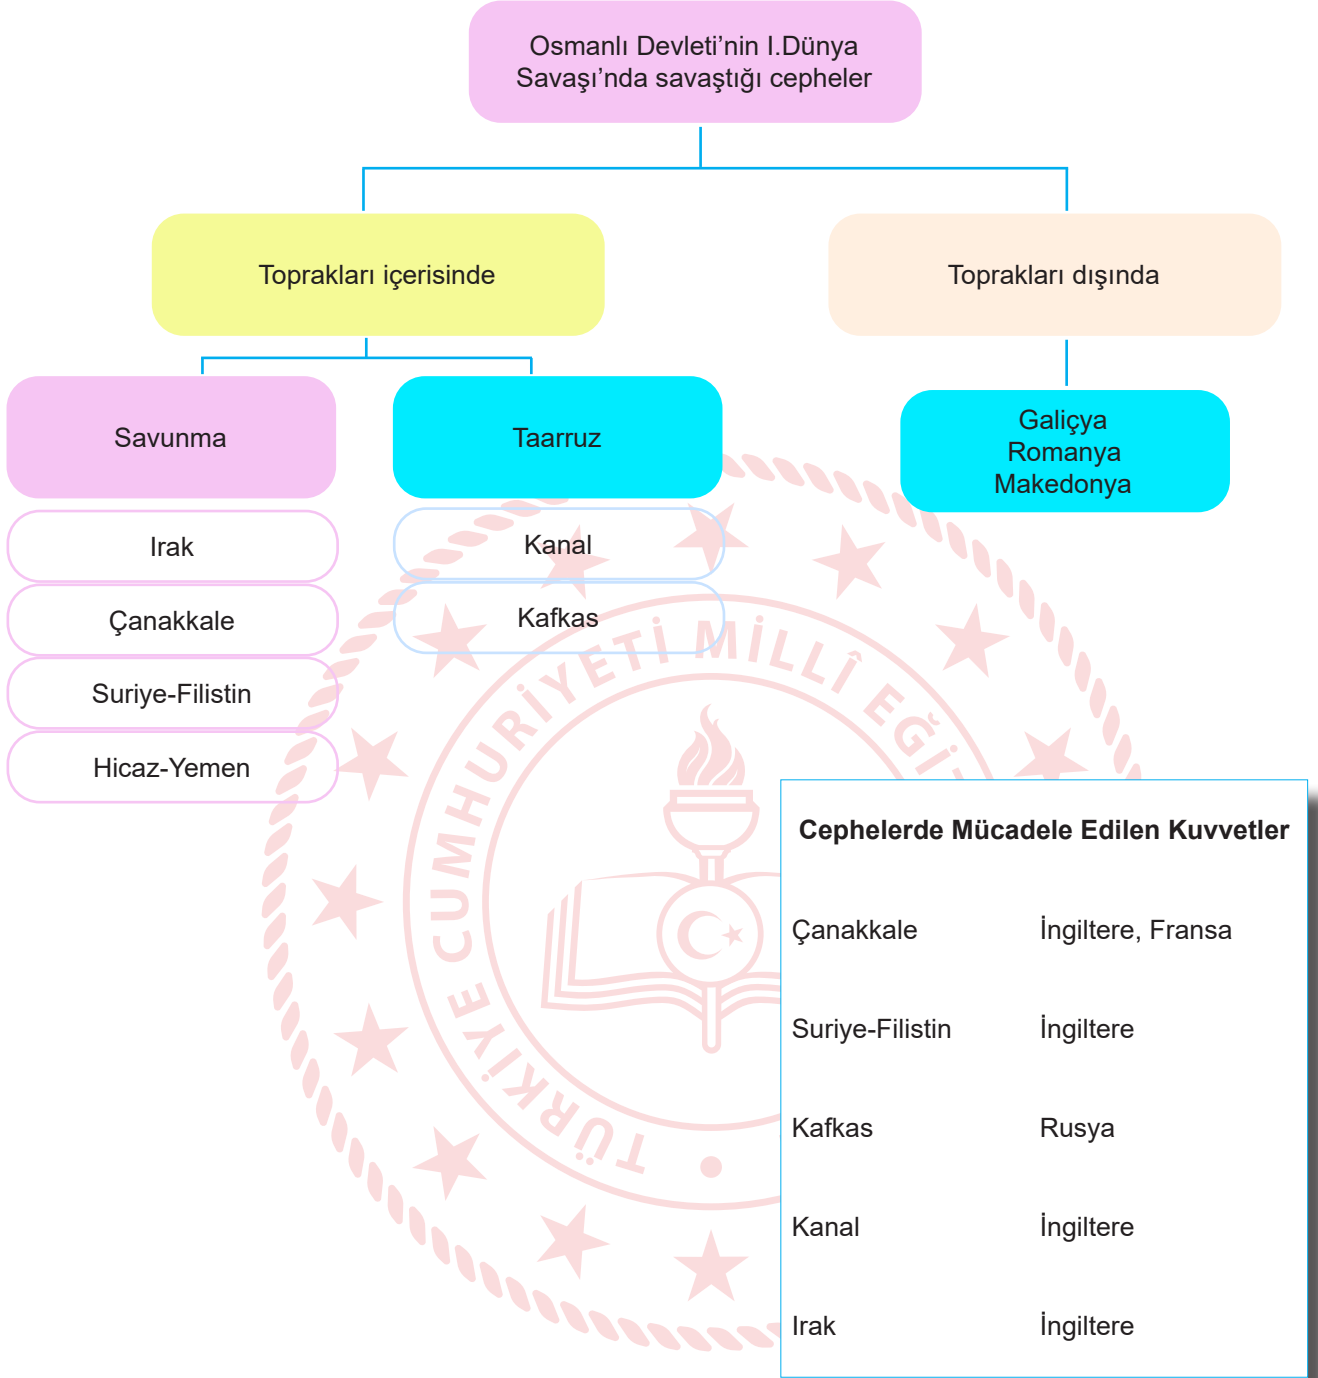 Osmanlı Devleti’nin I.Dünya
Savaşı’nda savaştığı cepheler
Toprakları içerisinde
Toprakları dışında
Savunma
Taarruz
Galiçya
Romanya
Makedonya
Irak
Çanakkale
Suriye-Filistin
Hicaz-Yemen
Kanal
Kafkas
Cephelerde Mücadele Edilen Kuvvetler
Çanakkale İngiltere, Fransa
Suriye-Filistin İngiltere
Kafkas Rusya
Kanal İngiltere
Irak İngiltere
TÜRKİYE CUMHURİYETİ MİLLÎ